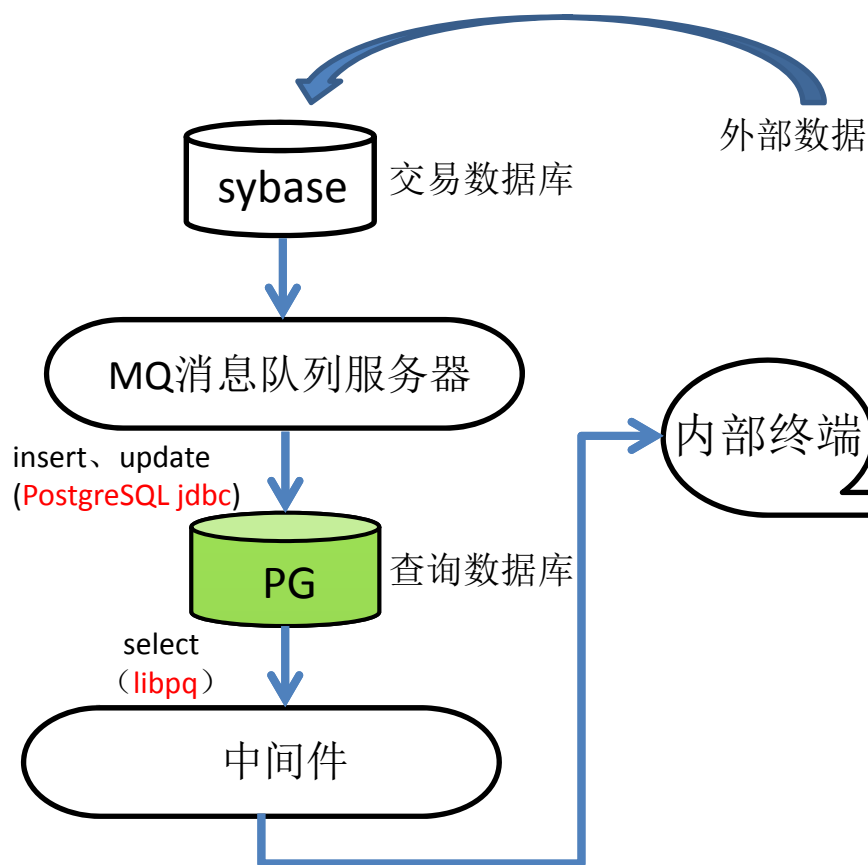 外部数据
sybase
交易数据库
MQ消息队列服务器
insert、update
(PostgreSQL jdbc)
PG
查询数据库
select
（libpq）
中间件
内部终端